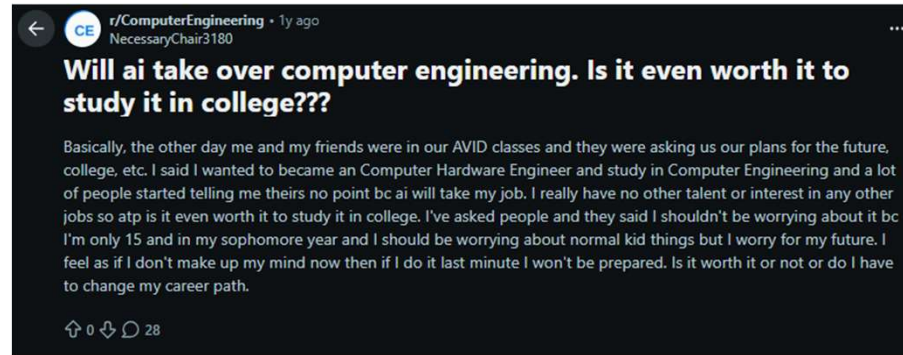 r/ComputerEngineering • 1y ago
CE
NecessaryChair3180
Will ai take over computer engineering. Is it even worth it to
study it in college???
Basically, the other day me and my friends were in our AVID classes and they were asking us our plans for the future,
college, etc. I said I wanted to became an Computer Hardware Engineer and study in Computer Engineering and a lot
of people started telling me theirs no point bc ai will take my job. I really have no other talent or interest in any other
jobs so atp is it even worth it to study it in college. I've asked people and they said I shouldn't be worrying about it bc
I'm only 15 and in my sophomore year and I should be worrying about normal kid things but I worry for my future. I
feel as if I don't make up my mind now then if I do it last minute I won't be prepared. Is it worth it or not or do I have
to change my career path.
0 28